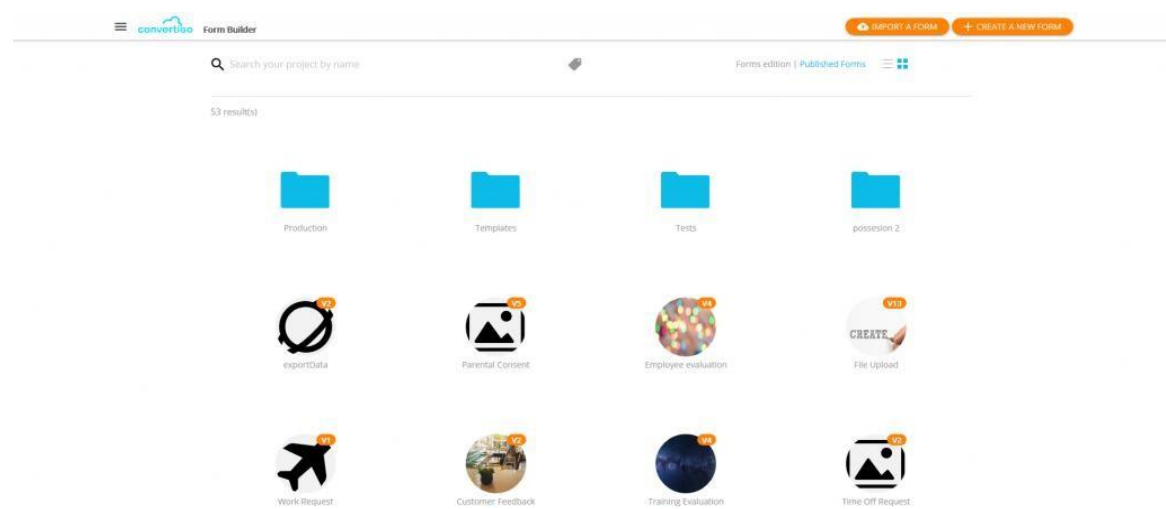 convertigo Form Builder IMPORT A FORM + CREATE A NEW FORM
Search your project by name Forms edition | Published Forms
53 result(s)
Production Templates Tests possesion 2
V2 V5 V4 V13
CREATE
exportData Parental Consent Employee evaluation File Upload
V1 V2 V4 V2
Work Request Customer Feedback Training Evaluation Time Off Request